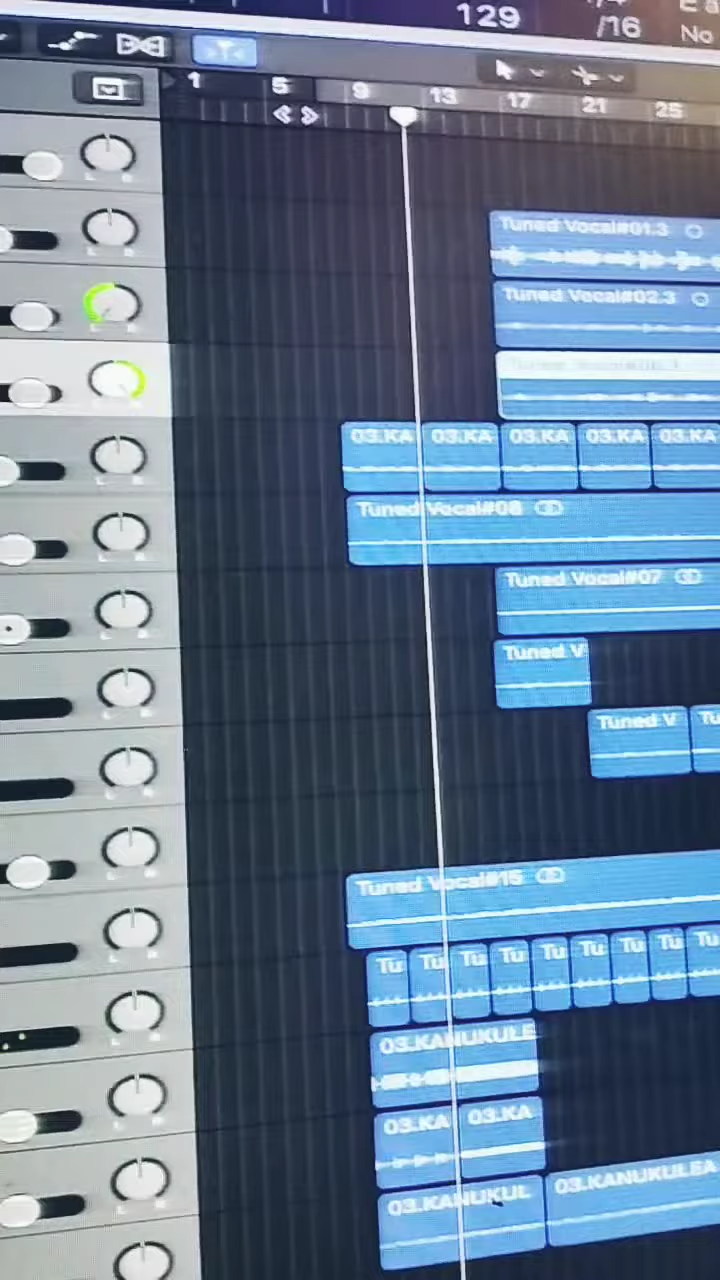 129
/16
No
1 5 9 13 17 21 25
Tuned Vocal#01.3
Tuned Vocal#02.3
03.KA 03.KA 03.KA 03.KA 03.KA
Tuned Vocal#08
Tuned Vocal#07
Tuned V
Tuned V Tu
Tuned Vocal#15
Tu Tu Tu Tu Tu Tu Tu Tu Tu
03.KANUKULE
03.KA 03.KA
03.KANUKUL 03.KANUKULEA